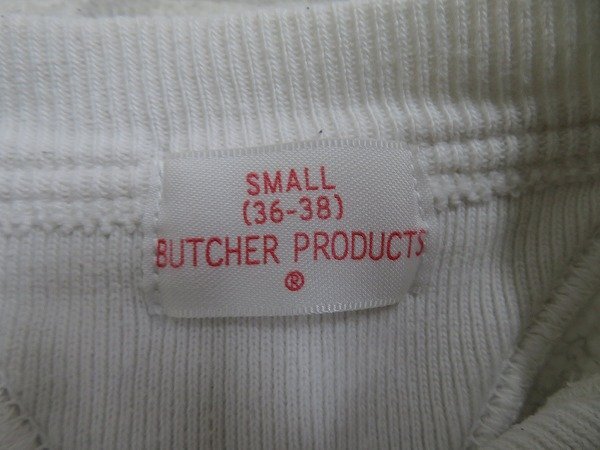 SMALL
(36-38)
BUTCHER PRODUCTS
®